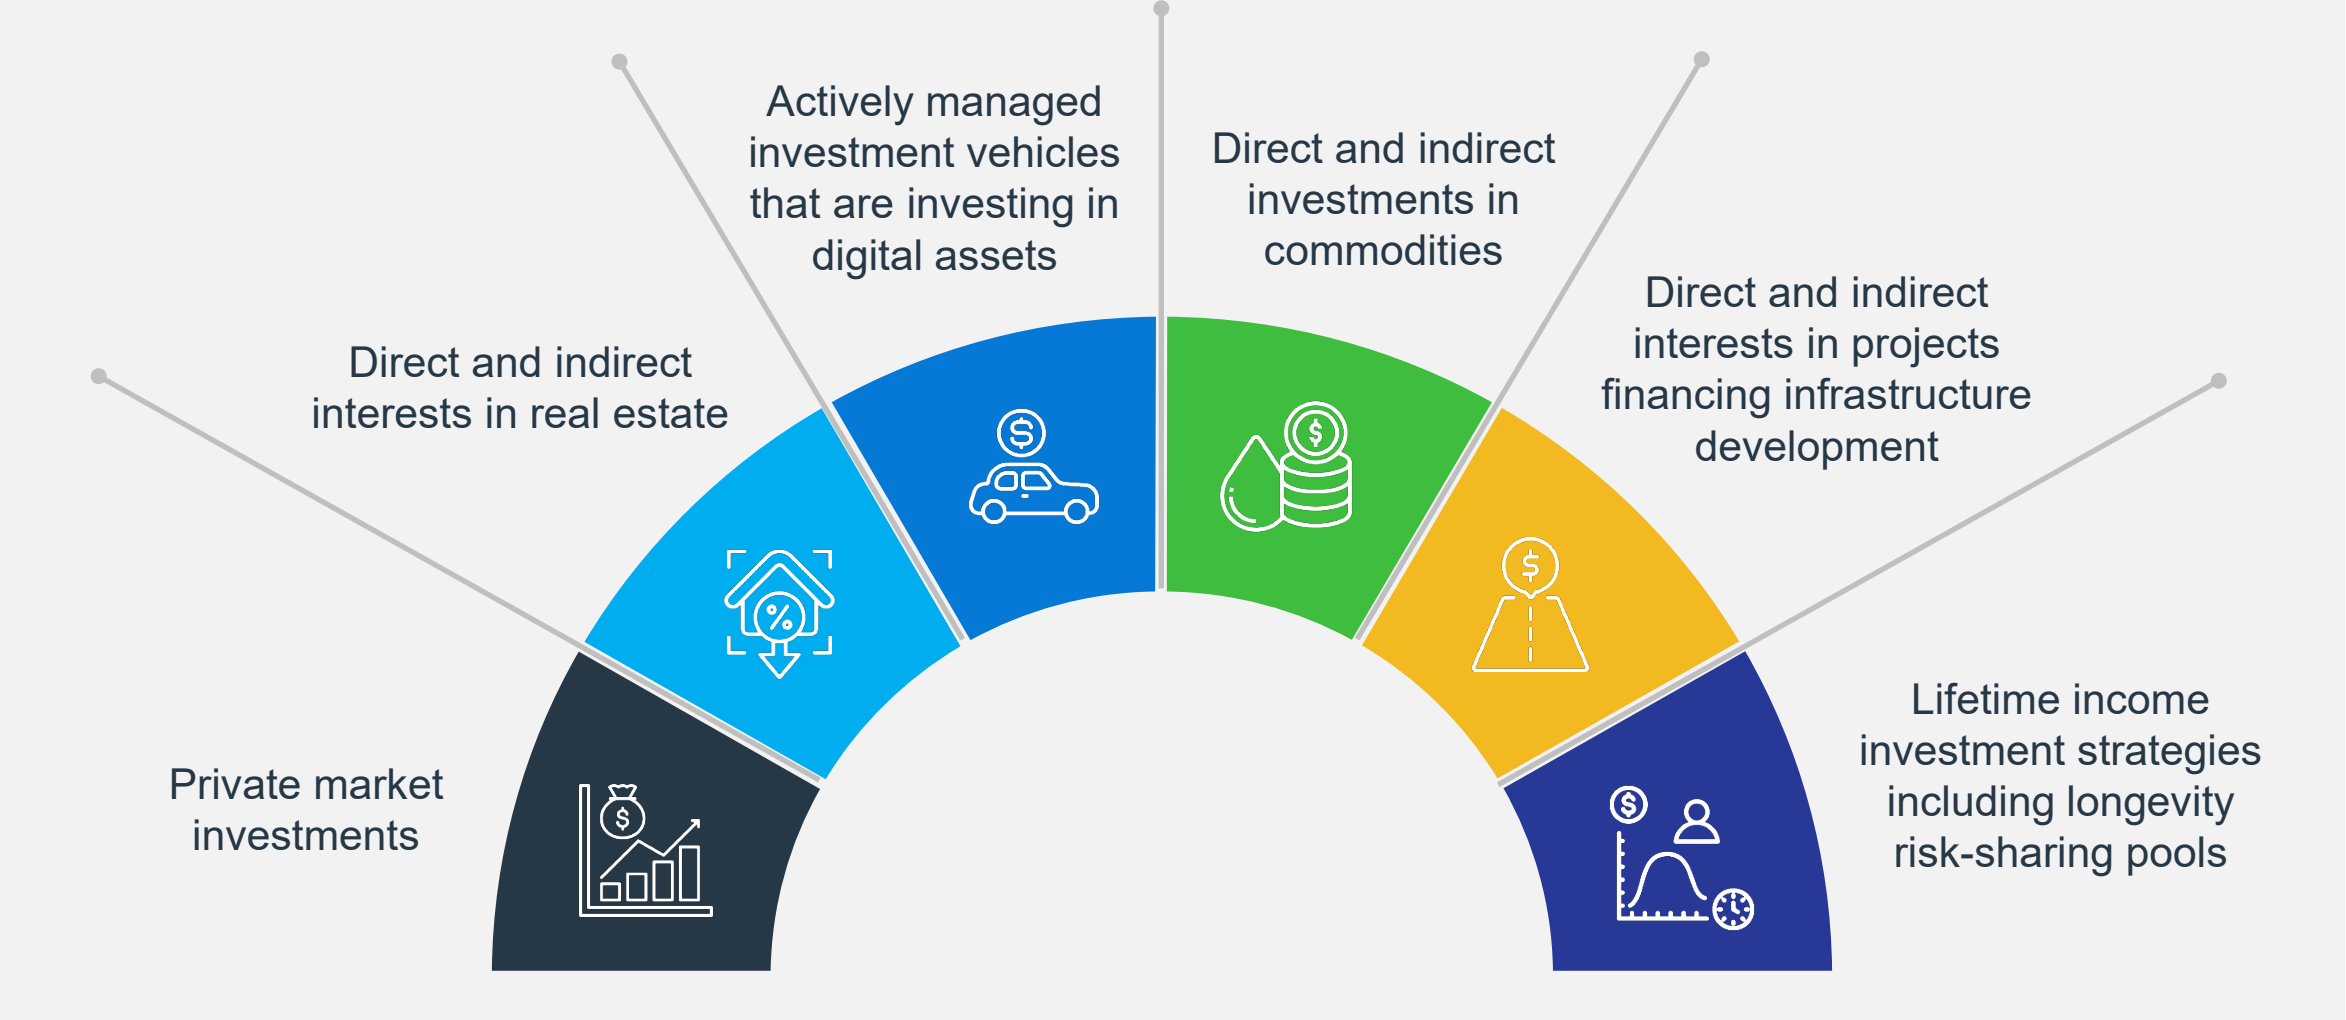 Private market
investments
Direct and indirect
interests in real estate
Actively managed
investment vehicles
that are investing in
digital assets
Direct and indirect
investments in
commodities
Direct and indirect
interests in projects
financing infrastructure
development
Lifetime income
investment strategies
including longevity
risk-sharing pools
$
%
$
$
$
$